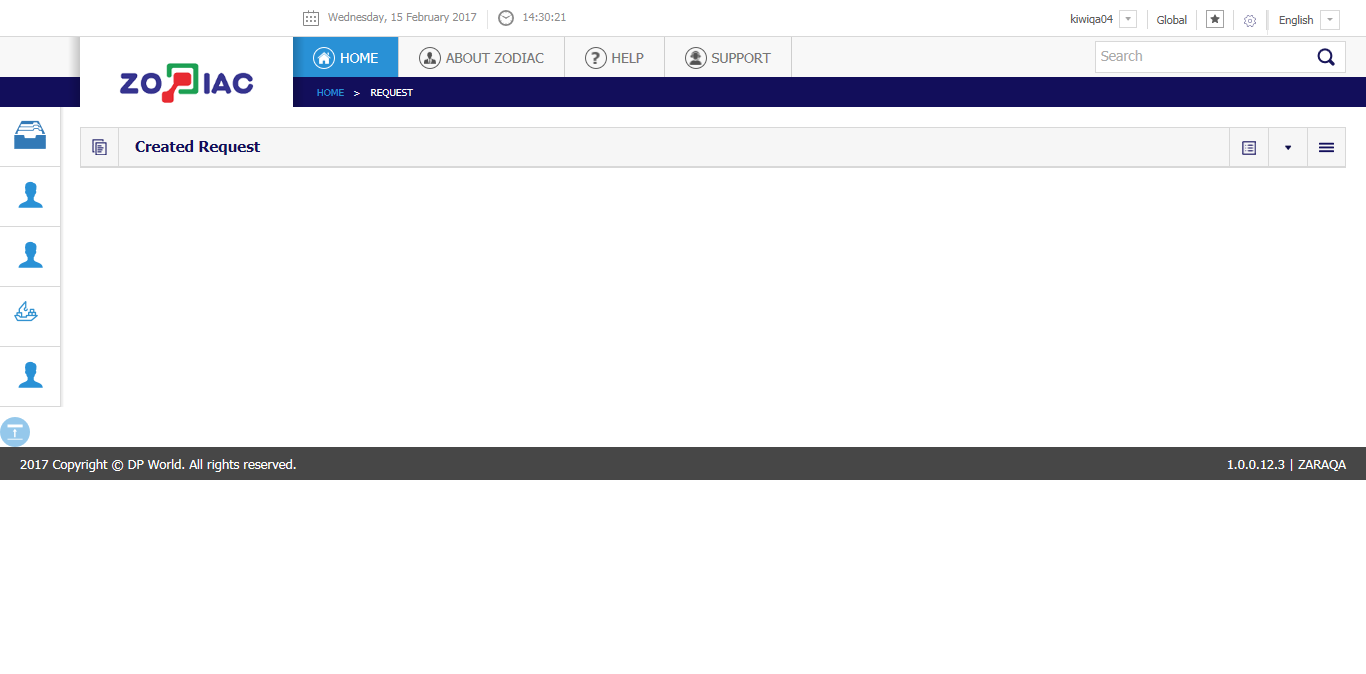 Wednesday, 15 February 2017 14:30:21 kiwiqa04 Global English
ZODIAC HOME ABOUT ZODIAC ? HELP SUPPORT Search
HOME > REQUEST
Created Request
2017 Copyright © DP World. All rights reserved. 1.0.0.12.3 | ZARAQA